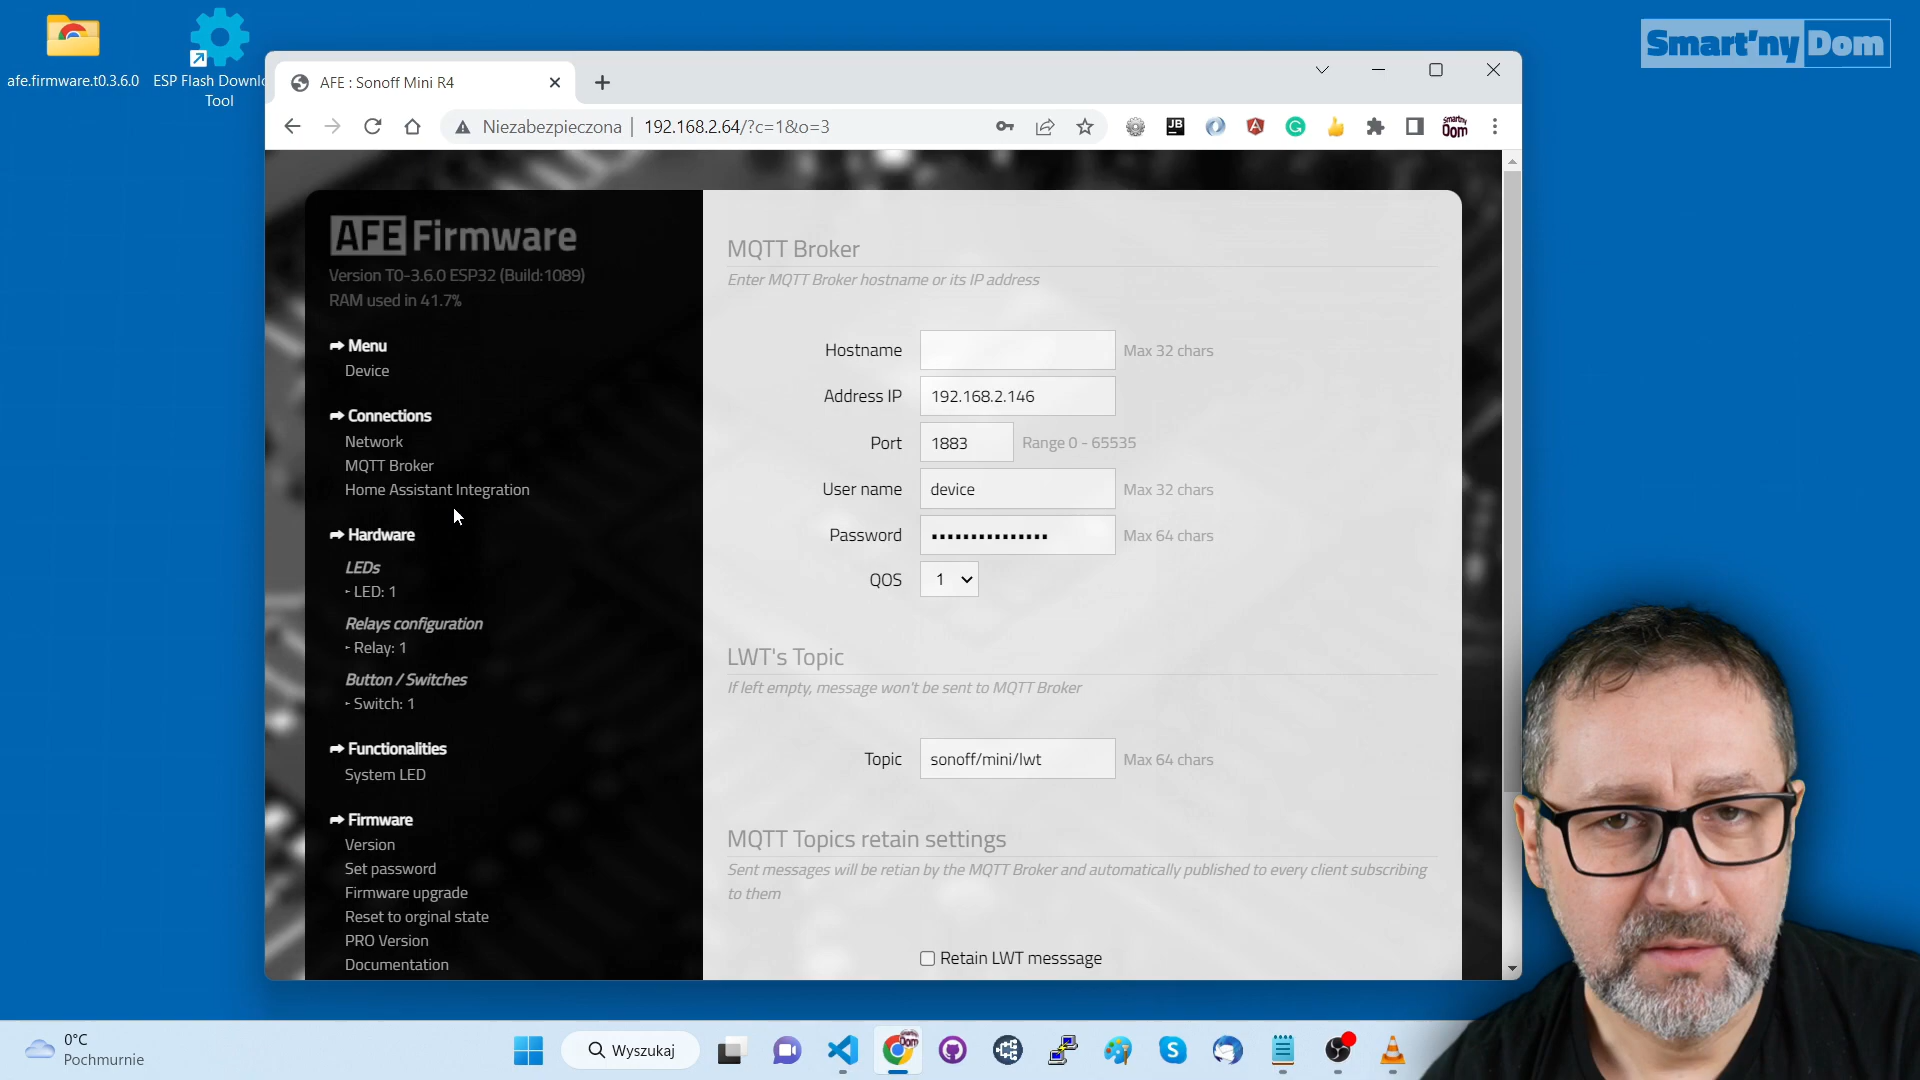 afe.firmware.t0.3.6.0
ESP Flash Downlo
Tool
Smart'ny Dom
AFE : Sonoff Mini R4
Niezabezpieczona
192.168.2.64/?c=1&o=3
AFE Firmware
Version T0-3.6.0 ESP32 (Build:1089)
RAM used in 41.7%
Menu
Device
Connections
Network
MQTT Broker
Home Assistant Integration
Hardware
LEDs
LED: 1
Relays configuration
Relay: 1
Button / Switches
Switch: 1
Functionalities
System LED
Firmware
Version
Set password
Firmware upgrade
Reset to orginal state
PRO Version
Documentation
MQTT Broker
Enter MQTT Broker hostname or its IP address
Hostname Max 32 chars
Address IP 192.168.2.146
Port 1883 Range 0 - 65535
User name device Max 32 chars
Password ••••••••••••••• Max 64 chars
QOS 1
LWT's Topic
If left empty, message won't be sent to MQTT Broker
Topic sonoff/mini/lwt Max 64 chars
MQTT Topics retain settings
Sent messages will be retian by the MQTT Broker and automatically published to every client subscribing
to them
Retain LWT messsage
0°C
Pochmurnie
Wyszukaj